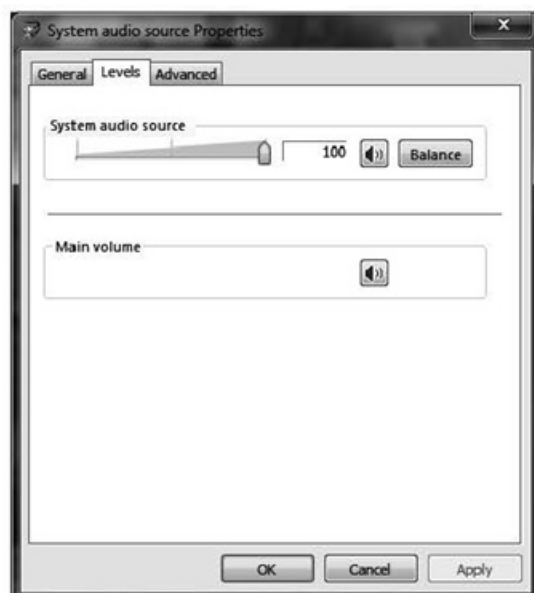 System audio source Properties
General Levels Advanced
System audio source
100 Balance
Main volume
OK Cancel Apply